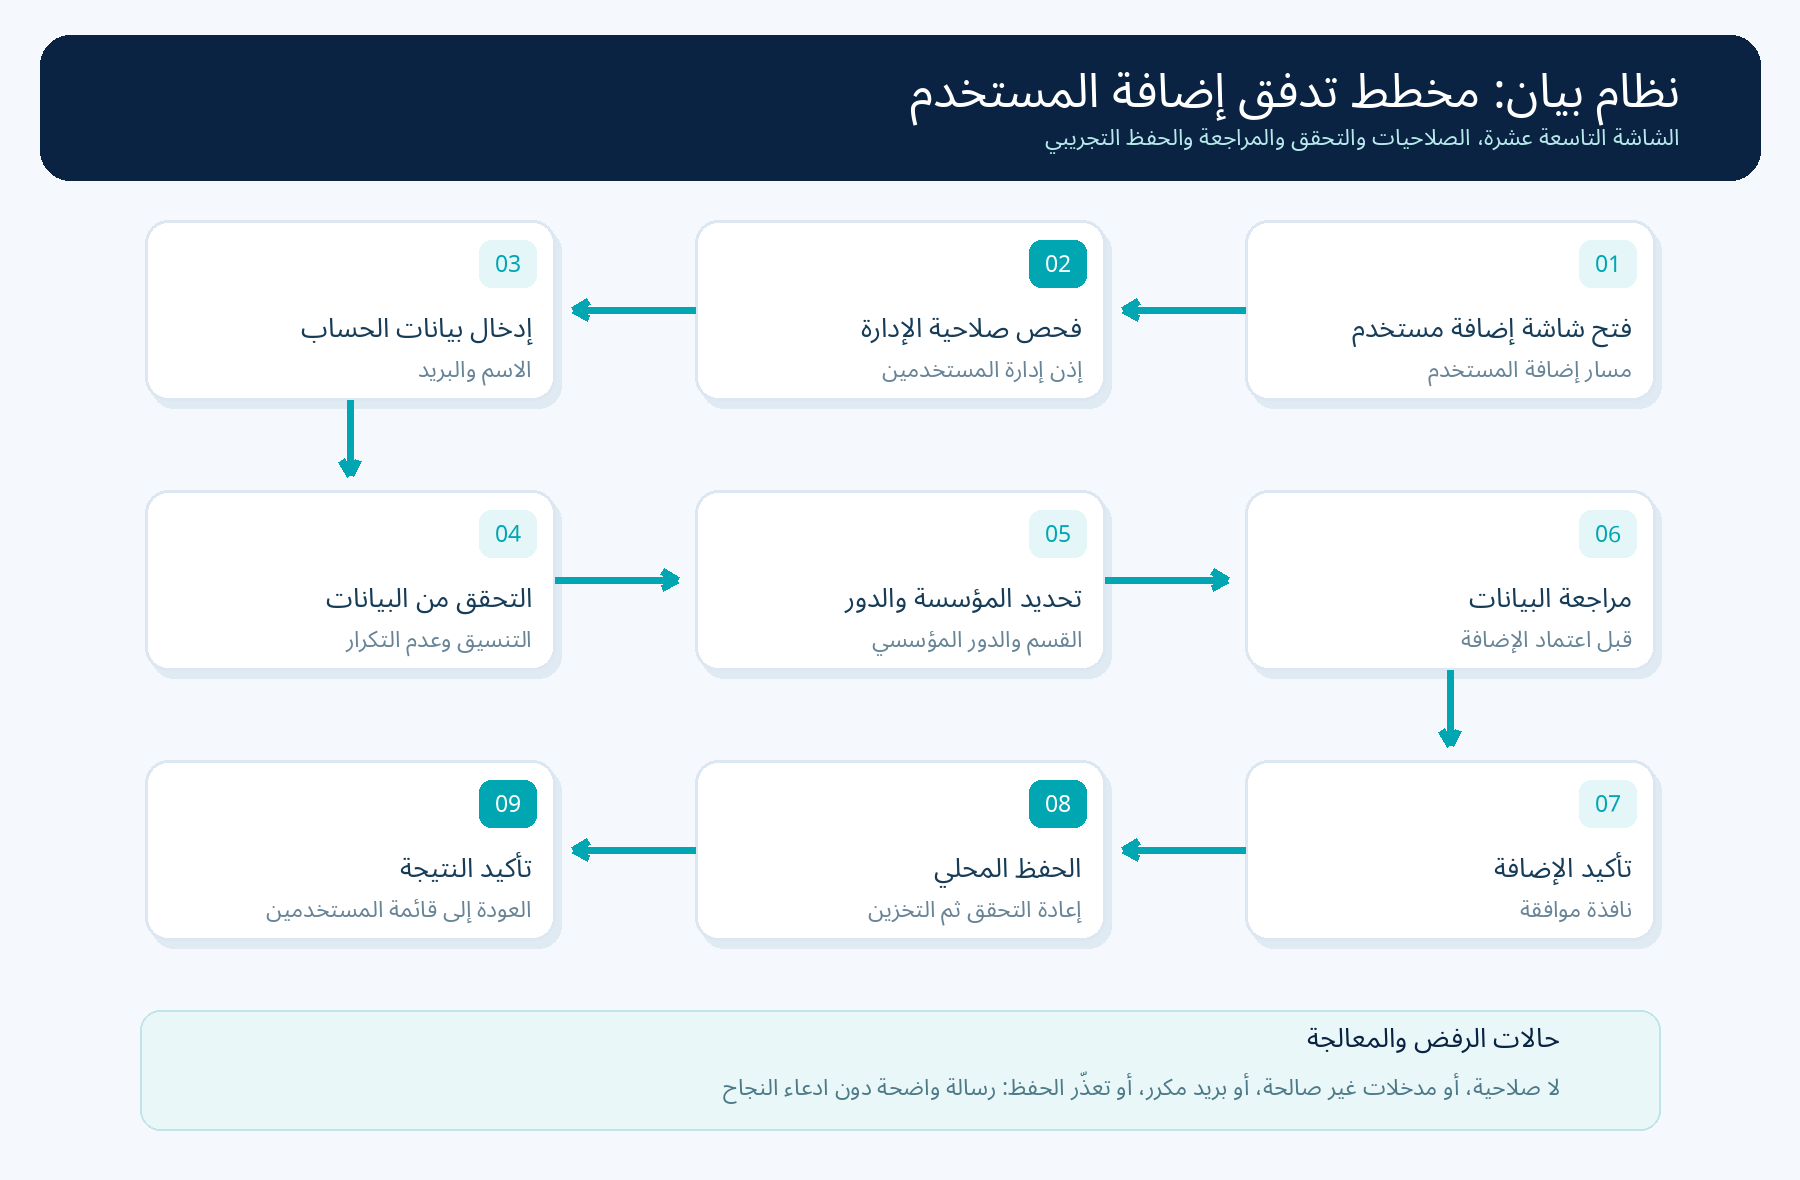 نظام بيان: مخطط تدفق إضافة المستخدم
الشاشة التاسعة عشرة، الصلاحيات والتحقق والمراجعة والحفظ التجريبي
01
فتح شاشة إضافة مستخدم
مسار إضافة المستخدم
02
فحص صلاحية الإدارة
إذن إدارة المستخدمين
03
إدخال بيانات الحساب
الاسم والبريد
04
التحقق من البيانات
التنسيق وعدم التكرار
05
تحديد المؤسسة والدور
القسم والدور المؤسسي
06
مراجعة البيانات
قبل اعتماد الإضافة
07
تأكيد الإضافة
نافذة موافقة
08
الحفظ المحلي
إعادة التحقق ثم التخزين
09
تأكيد النتيجة
العودة إلى قائمة المستخدمين
حالات الرفض والمعالجة
لا صلاحية، أو مدخلات غير صالحة، أو بريد مكرر، أو تعذّر الحفظ: رسالة واضحة دون ادعاء النجاح